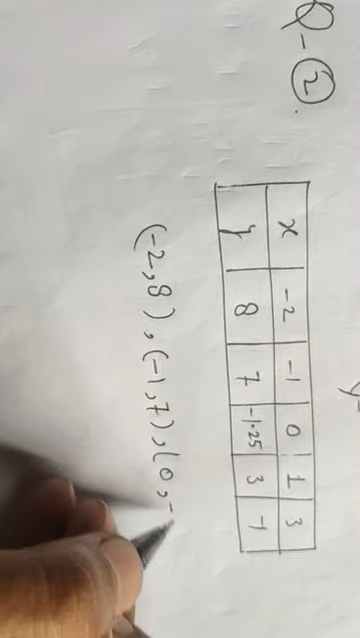 Q-②.
x -2 -1 0 1 3
y 8 7 -1.25 3 -1
(-2,8), (-1,7), (0,-